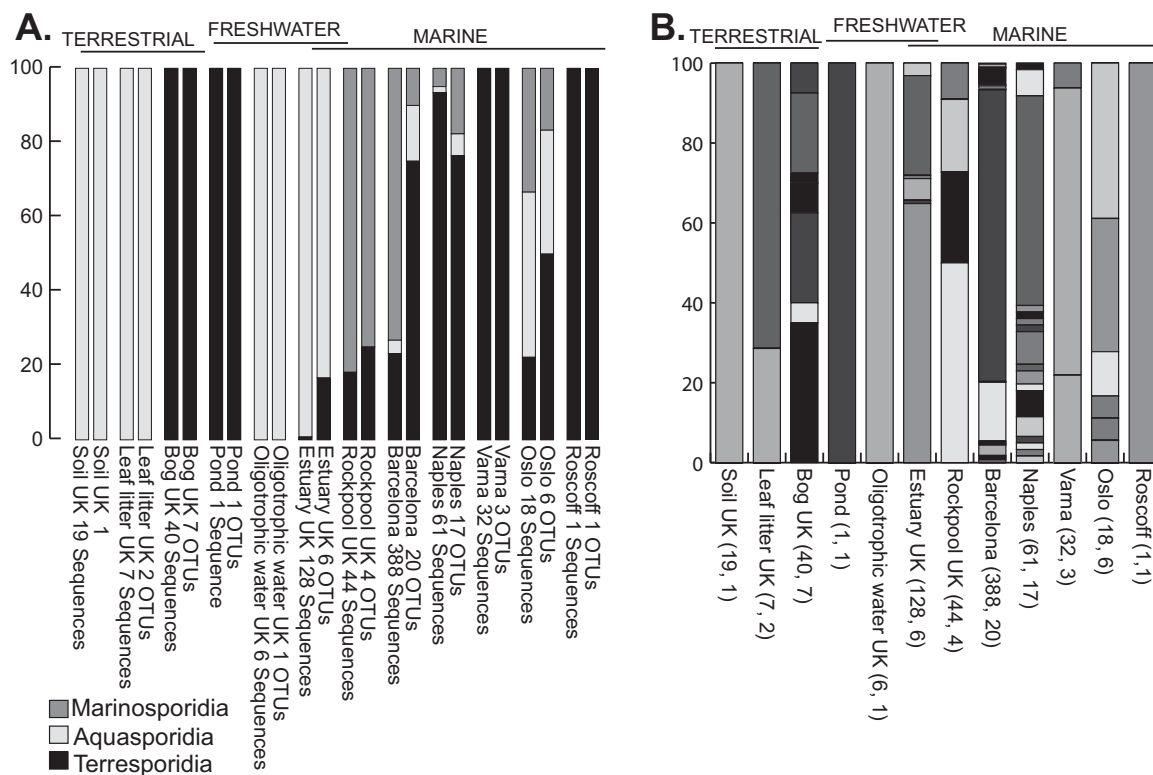 A.
TERRESTRIAL
FRESHWATER
MARINE
100
80
60
40
20
0
Soil UK 19 Sequences
Soil UK 1
Leaf litter UK 7 Sequences
Leaf litter UK 2 OTUs
Bog UK 40 Sequences
Bog UK 7 OTUs
Pond 1 Sequence
Pond 1 OTUs
Oligotrophic water UK 6 Sequences
Oligotrophic water UK 1 OTUs
Estuary UK 128 Sequences
Estuary UK 6 OTUs
Rockpool UK 44 Sequences
Rockpool UK 4 OTUs
Barcelona 388 Sequences
Barcelona 20 OTUs
Naples 61 Sequences
Naples 17 OTUs
Varna 32 Sequences
Varna 3 OTUs
Oslo 18 Sequences
Oslo 6 OTUs
Roscoff 1 Sequences
Roscoff 1 OTUs
Marinosporidia
Aquasporidia
Terresporidia
B.
TERRESTRIAL
FRESHWATER
MARINE
100
80
60
40
20
0
Soil UK (19, 1)
Leaf litter UK (7, 2)
Bog UK (40, 7)
Pond (1, 1)
Oligotrophic water UK (6, 1)
Estuary UK (128, 6)
Rockpool UK (44, 4)
Barcelona (388, 20)
Naples (61, 17)
Varna (32, 3)
Oslo (18, 6)
Roscoff (1,1)